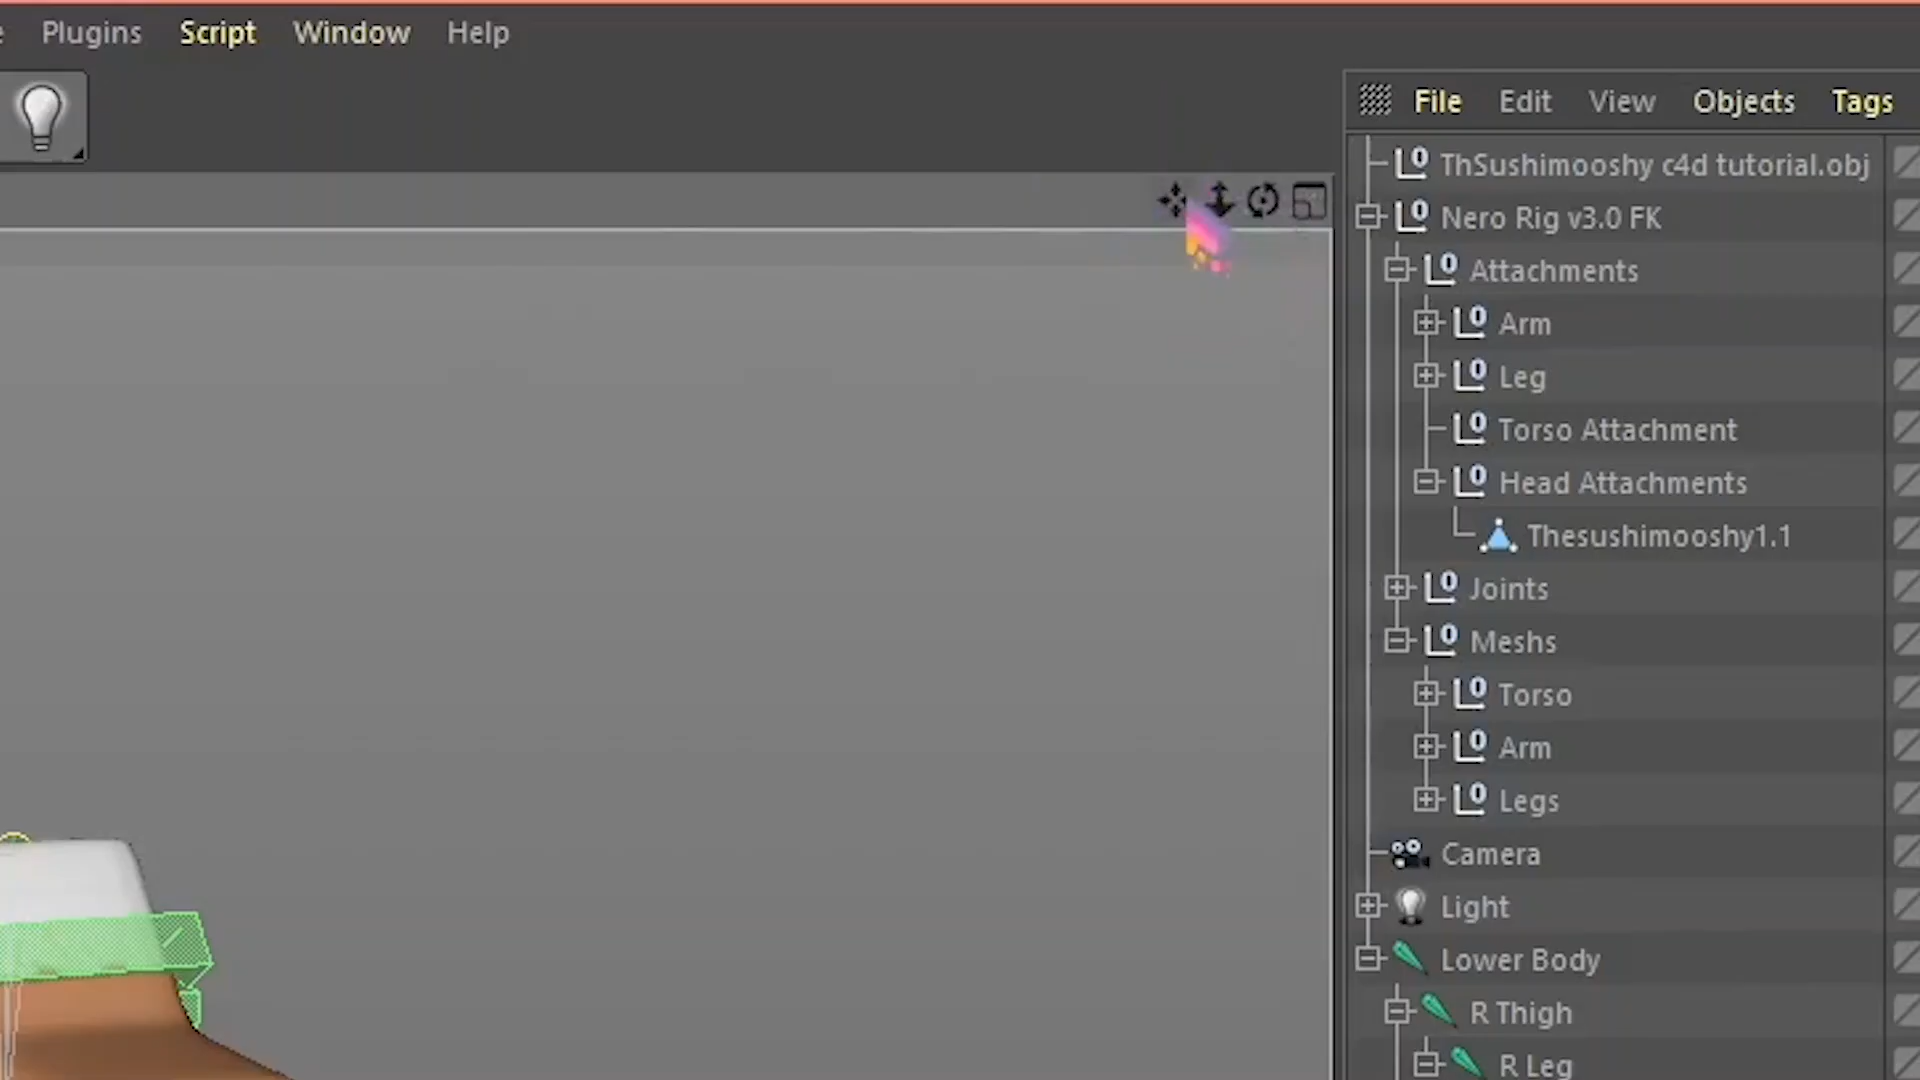 Plugins Script Window Help
File Edit View Objects Tags
ThSushimooshy c4d tutorial.obj
Nero Rig v3.0 FK
Attachments
Arm
Leg
Torso Attachment
Head Attachments
Thesushimooshy1.1
Joints
Meshs
Torso
Arm
Legs
Camera
Light
Lower Body
R Thigh
R Leg